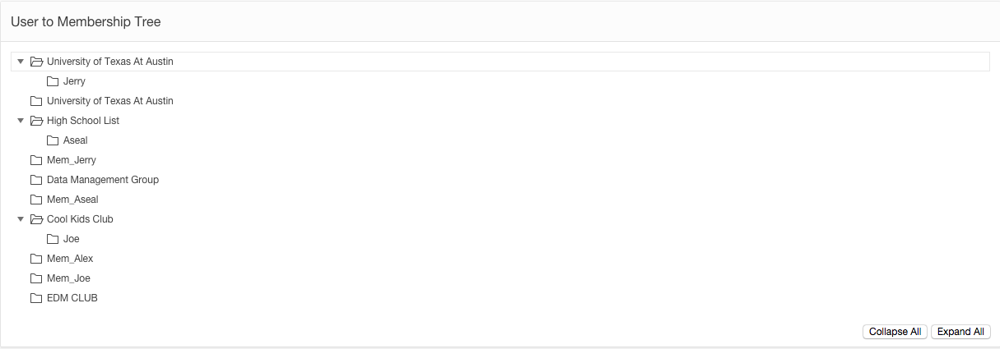 User to Membership Tree
University of Texas At Austin
Jerry
University of Texas At Austin
High School List
Aseal
Mem_Jerry
Data Management Group
Mem_Aseal
Cool Kids Club
Joe
Mem_Alex
Mem_Joe
EDM CLUB
Collapse All Expand All